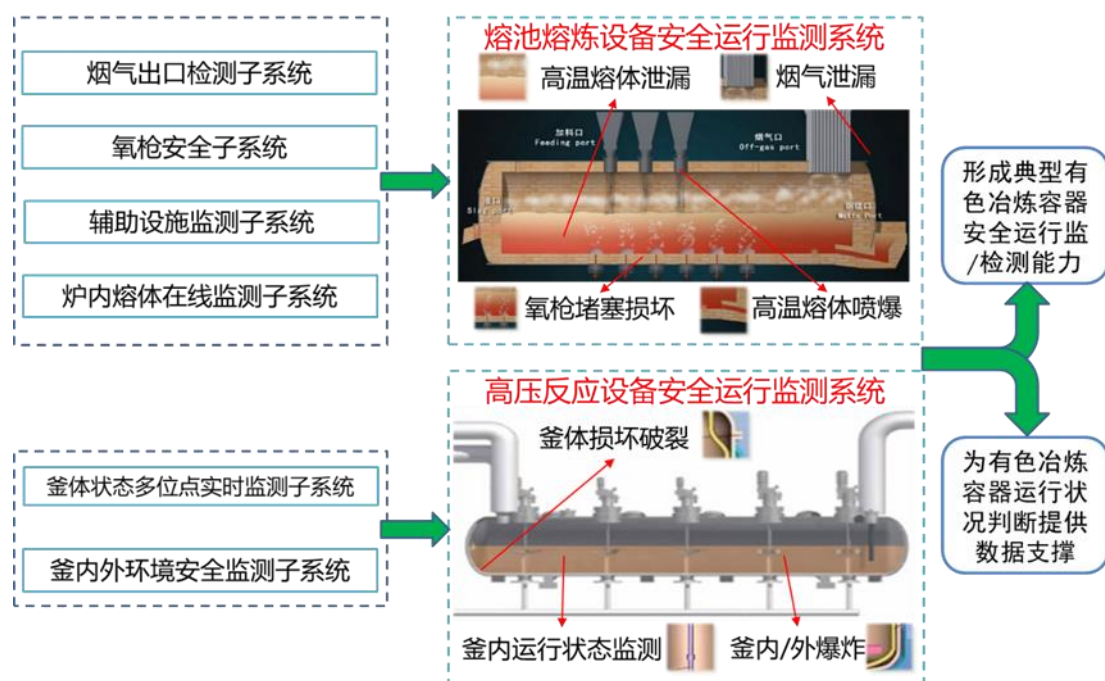 烟气出口检测子系统
氧枪安全子系统
辅助设施监测子系统
炉内熔体在线监测子系统
熔池熔炼设备安全运行监测系统
高温熔体泄漏
烟气泄漏
加料口
Feeding port
烟气口
Off-gas port
Slag port
Matte Port
氧枪堵塞损坏
高温熔体喷爆
釜体状态多位点实时监测子系统
釜内外环境安全监测子系统
高压反应设备安全运行监测系统
釜体损坏破裂
釜内运行状态监测
釜内/外爆炸
形成典型有
色冶炼容器
安全运行监
/检测能力
为有色冶炼
容器运行状
况判断提供
数据支撑